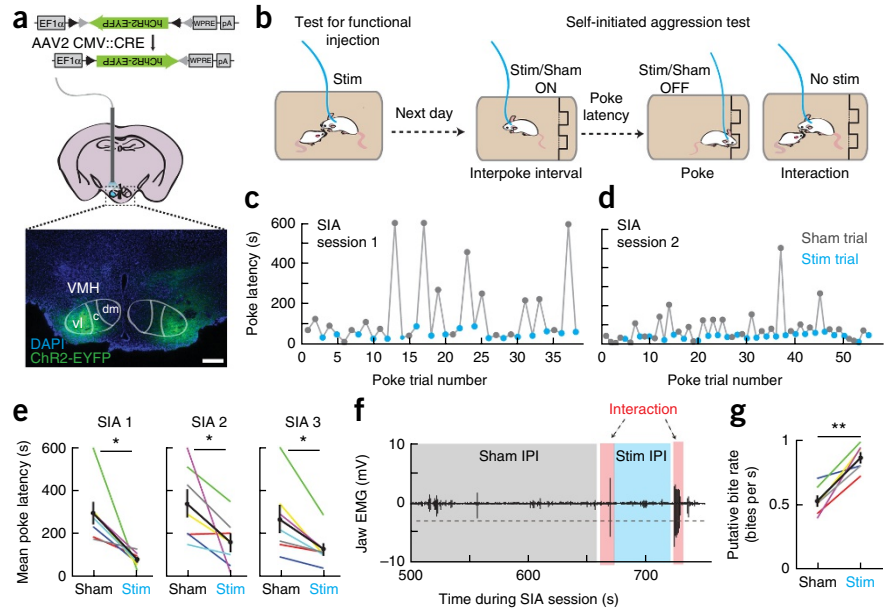 a
EF1α hChR2-EYFP WPRE pA
AAV2 CMV::CRE
EF1α hChR2-EYFP WPRE pA
VMH
dm
c
vl
DAPI
ChR2-EYFP
b
Test for functional
injection
Self-initiated aggression test
Stim
Next day
Stim/Sham
ON
Interpoke interval
Poke
latency
Stim/Sham
OFF
Poke
No stim
Interaction
c
SIA
session 1
Poke latency (s)
600
400
200
0
0 5 10 15 20 25 30 35
Poke trial number
d
SIA
session 2
Sham trial
Stim trial
0 10 20 30 40 50
Poke trial number
e
SIA 1 SIA 2 SIA 3
* * *
Mean poke latency (s)
600
400
200
0
Sham Stim Sham Stim Sham Stim
f
Interaction
Sham IPI Stim IPI
Jaw EMG (mV)
10
0
−10
500 600 700
Time during SIA session (s)
g
**
Putative bite rate
(bites per s)
1
0.5
0
Sham Stim